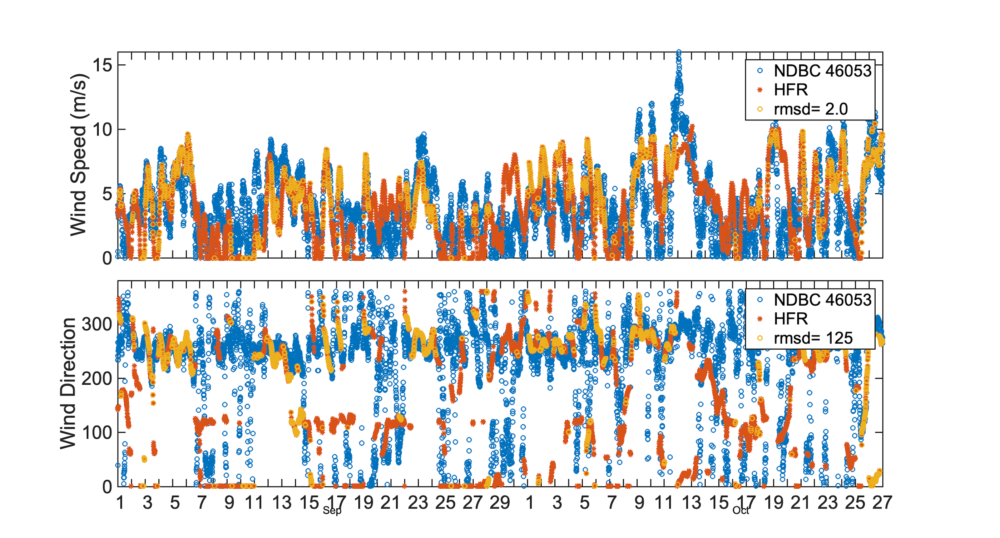 Wind Speed (m/s)
15
10
5
0
NDBC 46053
HFR
rmsd= 2.0
Wind Direction
300
200
100
0
NDBC 46053
HFR
rmsd= 125
1 3 5 7 9 11 13 15 17 19 21 23 25 27 29 1 3 5 7 9 11 13 15 17 19 21 23 25 27
Sep Oct